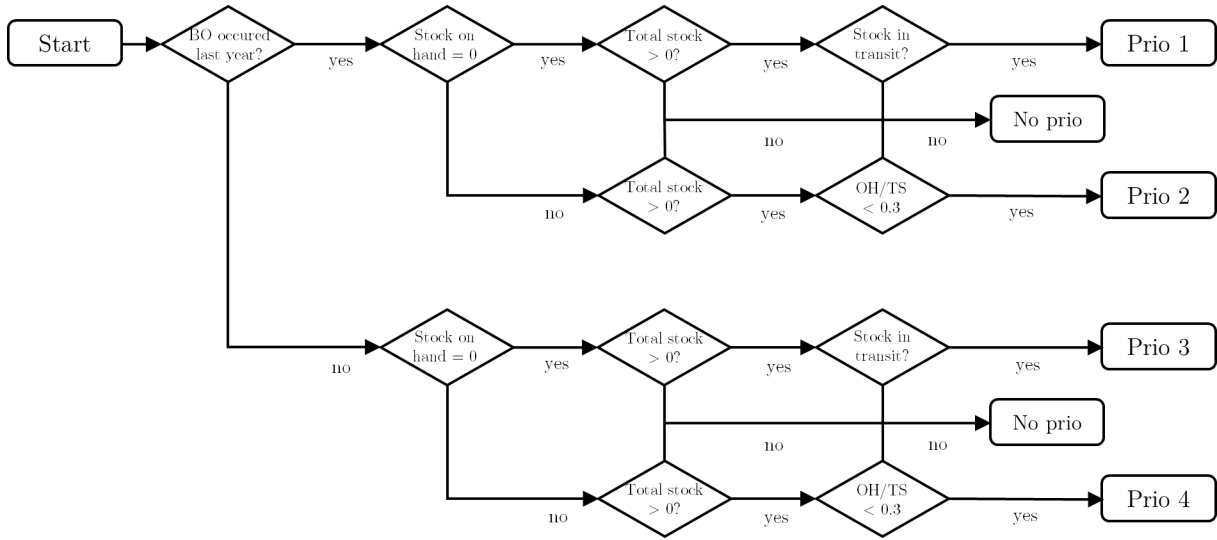 Start
BO occured
last year?
yes
Stock on
hand = 0
yes
Total stock
> 0?
yes
Stock in
transit?
yes
Prio 1
no
no
No prio
no
Total stock
> 0?
yes
OH/TS
< 0.3
yes
Prio 2
no
Stock on
hand = 0
yes
Total stock
> 0?
yes
Stock in
transit?
yes
Prio 3
no
no
No prio
no
Total stock
> 0?
yes
OH/TS
< 0.3
yes
Prio 4